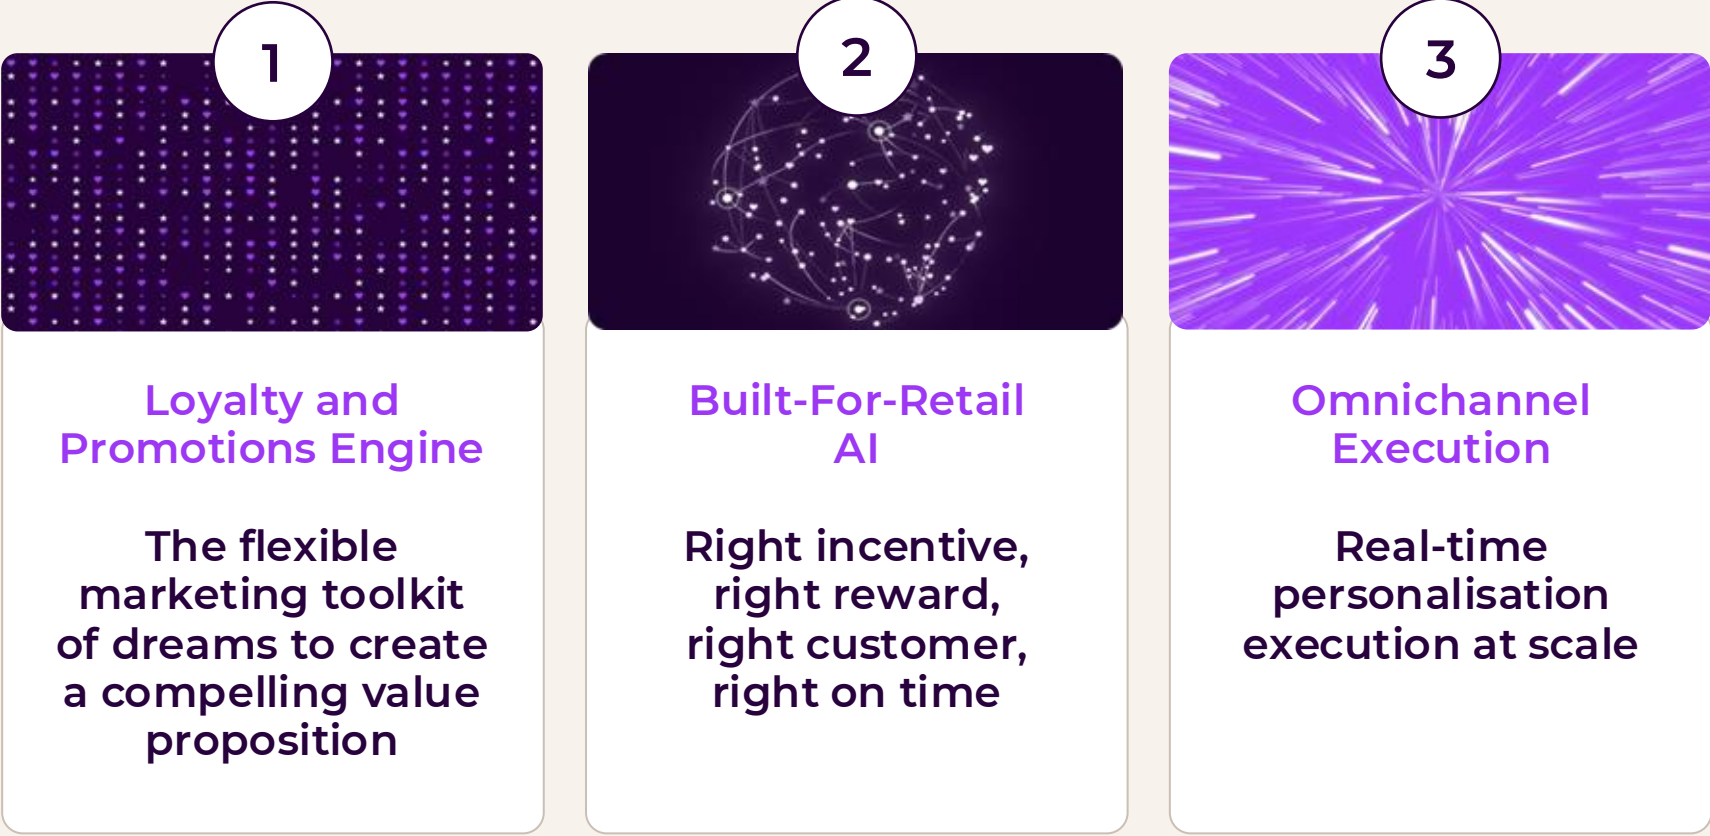 1
Loyalty and
Promotions Engine
The flexible
marketing toolkit
of dreams to create
a compelling value
proposition
2
Built-For-Retail
AI
Right incentive,
right reward,
right customer,
right on time
3
Omnichannel
Execution
Real-time
personalisation
execution at scale